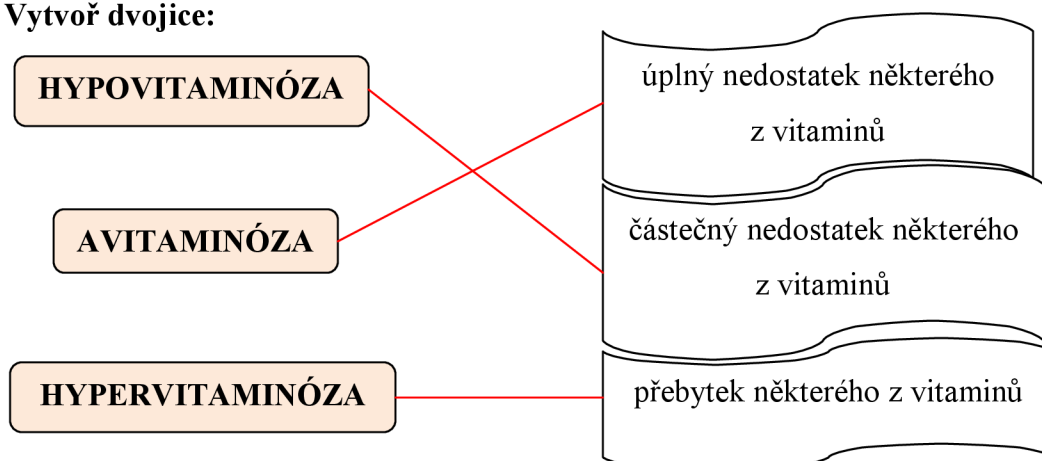 Vytvoř dvojice:
HYPOVITAMINÓZA
úplný nedostatek některého
z vitaminů
AVITAMINÓZA
částečný nedostatek některého
z vitaminů
HYPERVITAMINÓZA
přebytek některého z vitaminů